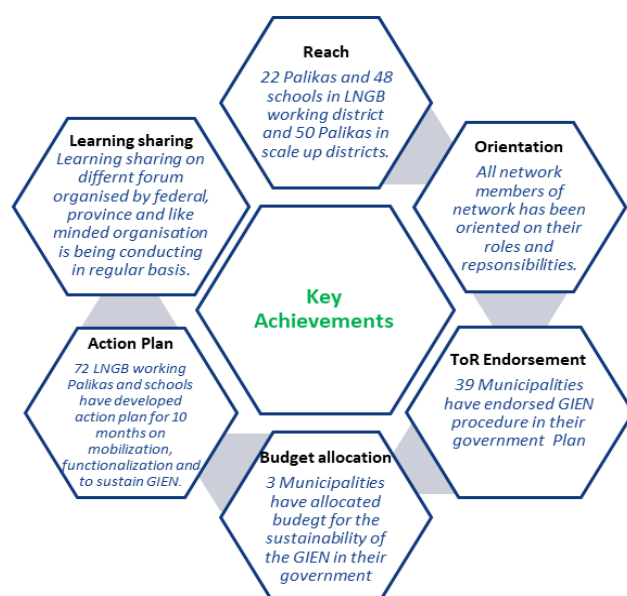 Reach
22 Palikas and 48
schools in LNGB
working district
and 50 Palikas in
scale up districts.
Orientation
All network
members of
network has been
oriented on their
roles and
repsonsibilities.
ToR Endorsement
39 Municipalities
have endorsed GIEN
procedure in their
government Plan
Budget allocation
3 Municipalities
have allocated
budegt for the
sustainability of
the GIEN in their
government
Action Plan
72 LNGB working
Palikas and schools
have developed
action plan for 10
months on
mobilization,
functionalization and
to sustain GIEN.
Learning sharing
Learning sharing on
differnt forum
organised by federal,
province and like
minded organisation
is being conducting
in regular basis.
Key
Achievements